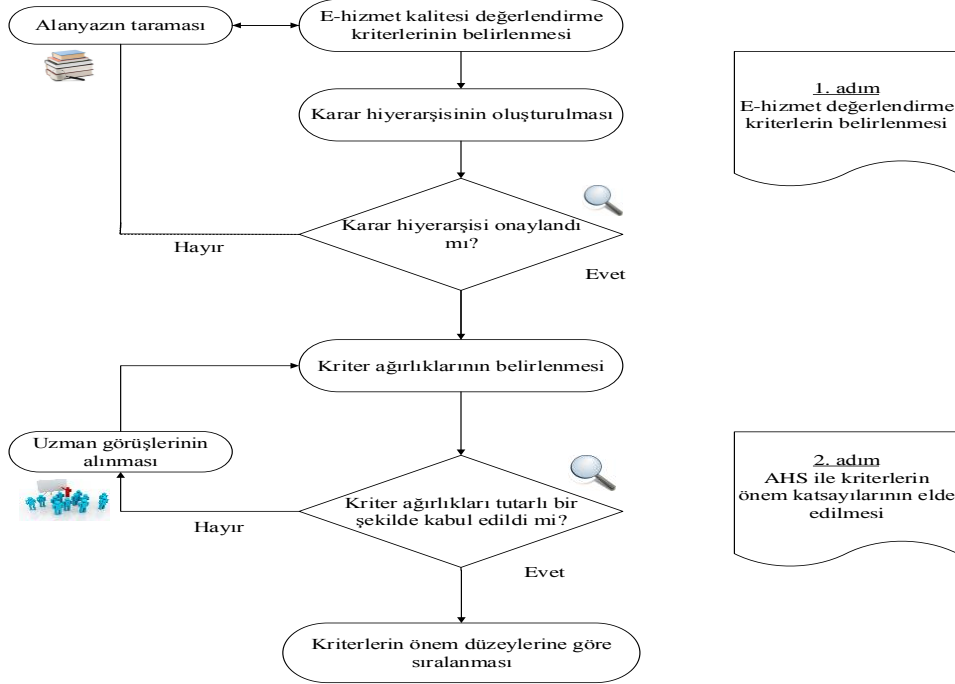 Alanyazın taraması
E-hizmet kalitesi değerlendirme
kriterlerinin belirlenmesi
Karar hiyerarşisinin oluşturulması
Karar hiyerarşisi onaylandı
mı?
Hayır
Evet
1. adım
E-hizmet değerlendirme
kriterlerin belirlenmesi
Kriter ağırlıklarının belirlenmesi
Uzman görüşlerinin
alınması
Kriter ağırlıkları tutarlı bir
şekilde kabul edildi mi?
Hayır
Evet
Kriterlerin önem düzeylerine göre
sıralanması
2. adım
AHS ile kriterlerin
önem katsayılarının elde
edilmesi